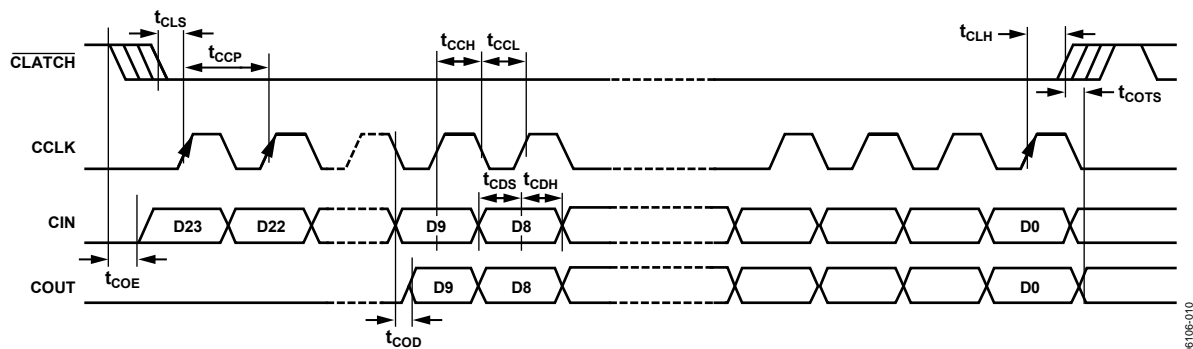 tCLS
tCCP
tCCH
tCCL
tCLH
CLATCH
tCOTS
CCLK
tCDS
tCDH
CIN
D23
D22
D9
D8
D0
tCOE
COUT
D9
D8
D0
tCOD
06106-010